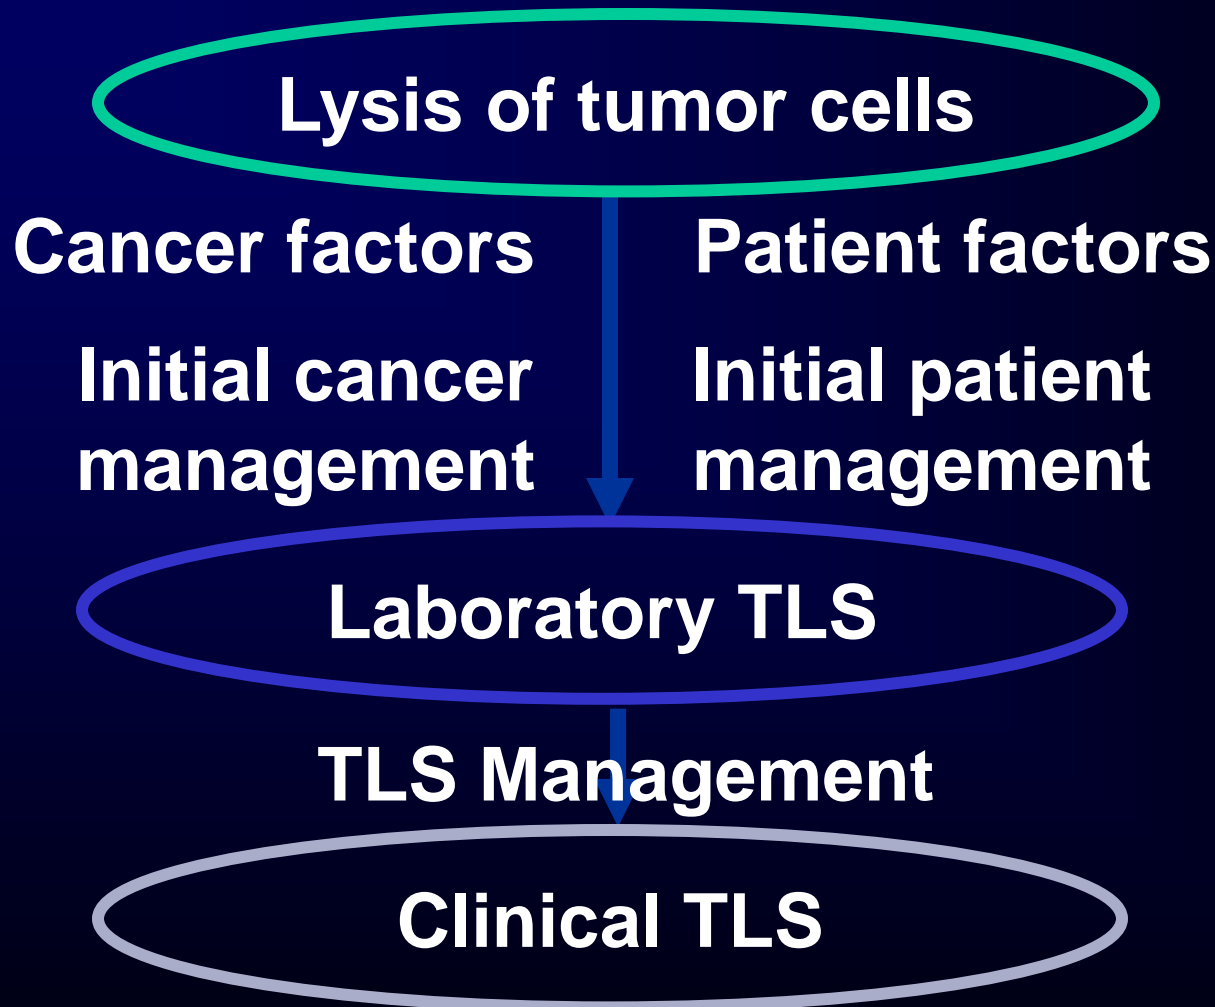 Lysis of tumor cells
Cancer factors
Patient factors
Initial cancer
management
Initial patient
management
Laboratory TLS
TLS Management
Clinical TLS